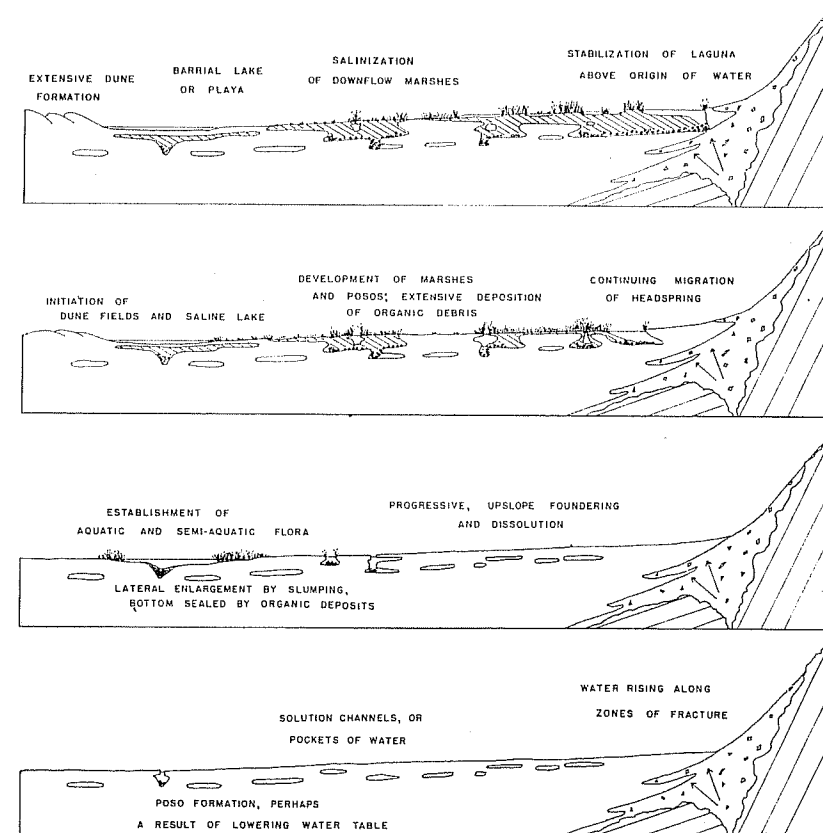 EXTENSIVE DUNE
FORMATION
BARRIAL LAKE
OR PLAYA
SALINIZATION
OF DOWNFLOW MARSHES
STABILIZATION OF LAGUNA
ABOVE ORIGIN OF WATER
INITIATION OF
DUNE FIELDS AND SALINE LAKE
DEVELOPMENT OF MARSHES
AND POSOS; EXTENSIVE DEPOSITION
OF ORGANIC DEBRIS
CONTINUING MIGRATION
OF HEADSPRING
ESTABLISHMENT OF
AQUATIC AND SEMI-AQUATIC FLORA
PROGRESSIVE, UPSLOPE FOUNDERING
AND DISSOLUTION
LATERAL ENLARGEMENT BY SLUMPING,
BOTTOM SEALED BY ORGANIC DEPOSITS
SOLUTION CHANNELS, OR
POCKETS OF WATER
WATER RISING ALONG
ZONES OF FRACTURE
POSO FORMATION, PERHAPS
A RESULT OF LOWERING WATER TABLE